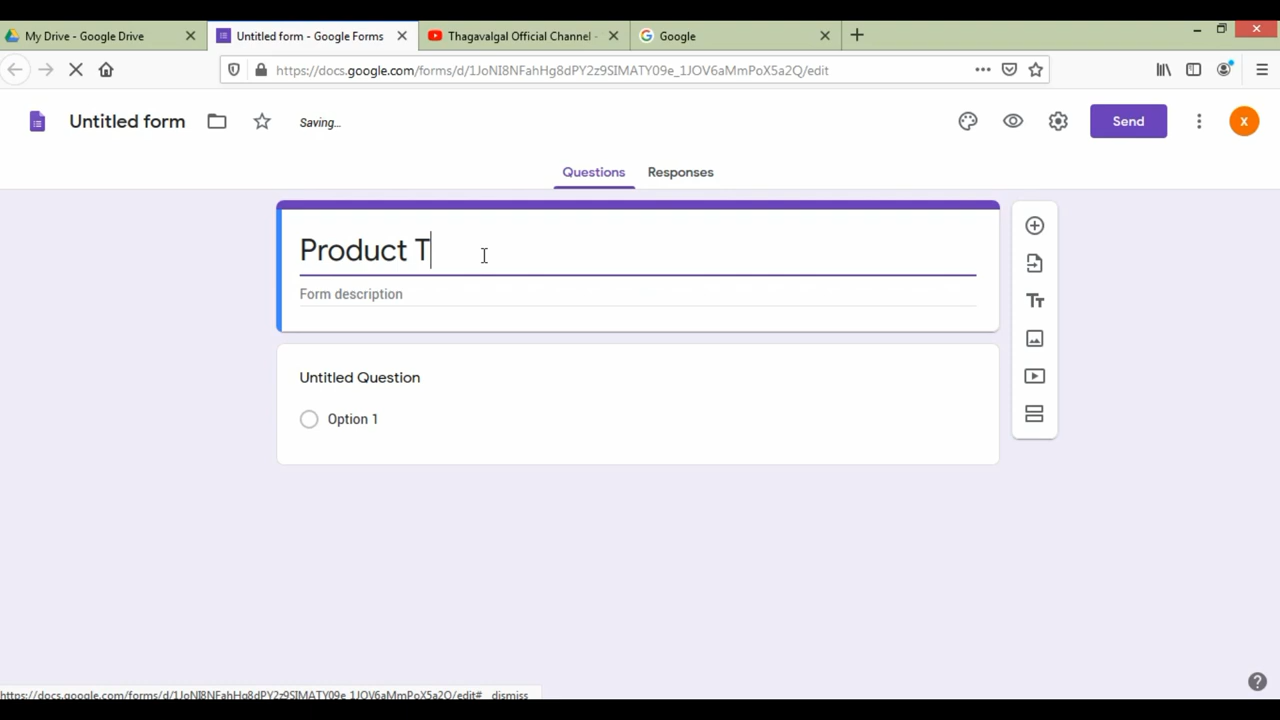 My Drive - Google Drive
Untitled form - Google Forms
Thagavalgal Official Channel -
Google
https://docs.google.com/forms/d/1JoNI8NFahHg8dPY2z9SIMATY09e_1JOV6aMmPoX5a2Q/edit
Untitled form
Saving...
Send
X
Questions
Responses
Product T
Form description
Tt
Untitled Question
Option 1
https://docs.google.com/forms/d/1JoNI8NFahHg8dPY2z9SIMATY09e_1JOV6aMmPoX5a2Q/edit#__dismiss